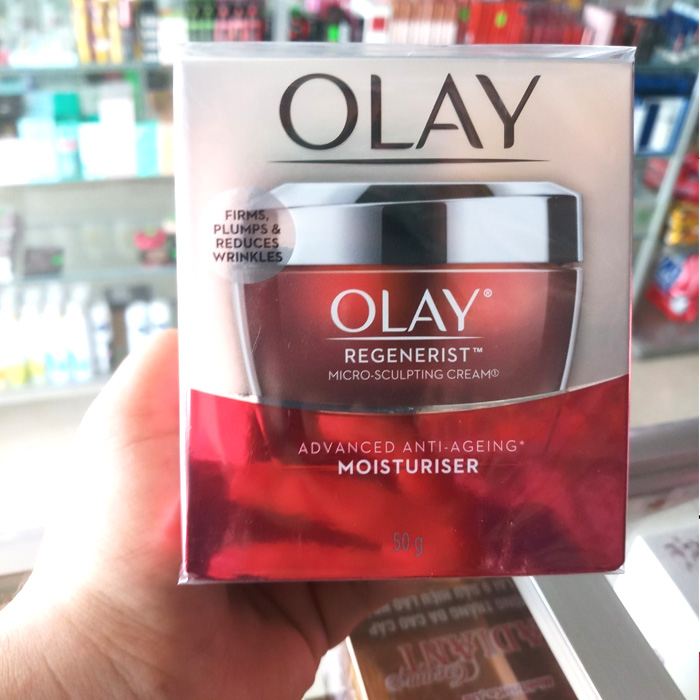 OLAY
FIRMS,
PLUMPS &
REDUCES
WRINKLES
OLAY®
REGENERIST™
MICRO-SCULPTING CREAM®
ADVANCED ANTI-AGEING*
MOISTURISER
50 g